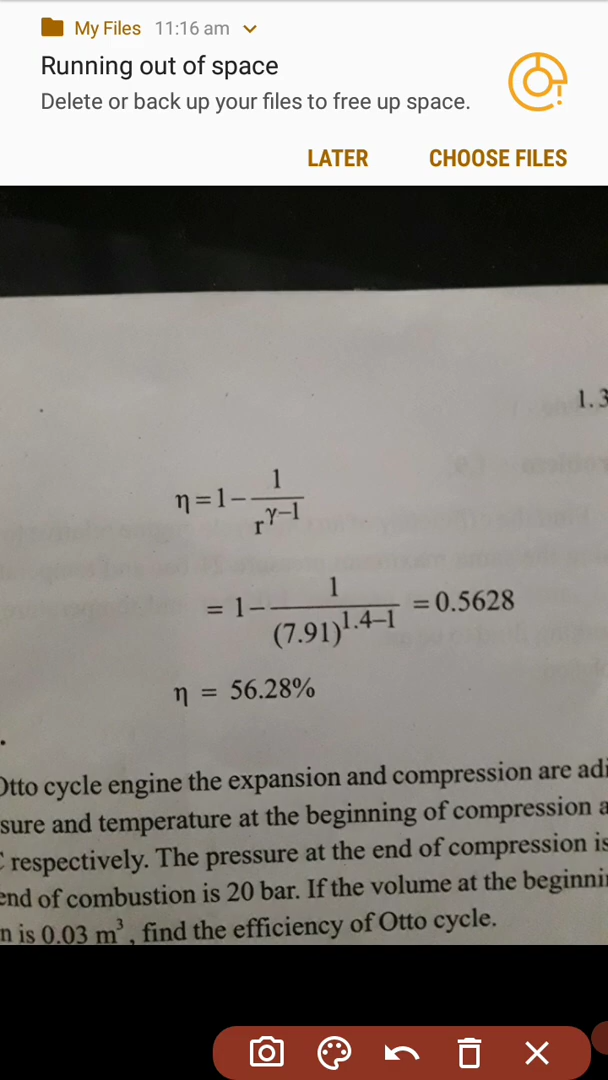 My Files 11:16 am
Running out of space
Delete or back up your files to free up space.
LATER CHOOSE FILES
1.3
η = 1 - 1/r^(γ-1)
= 1 - 1/(7.91)^(1.4-1) = 0.5628
η = 56.28%
Otto cycle engine the expansion and compression are adi
sure and temperature at the beginning of compression a
respectively. The pressure at the end of compression is
end of combustion is 20 bar. If the volume at the beginni
n is 0.03 m³, find the efficiency of Otto cycle.